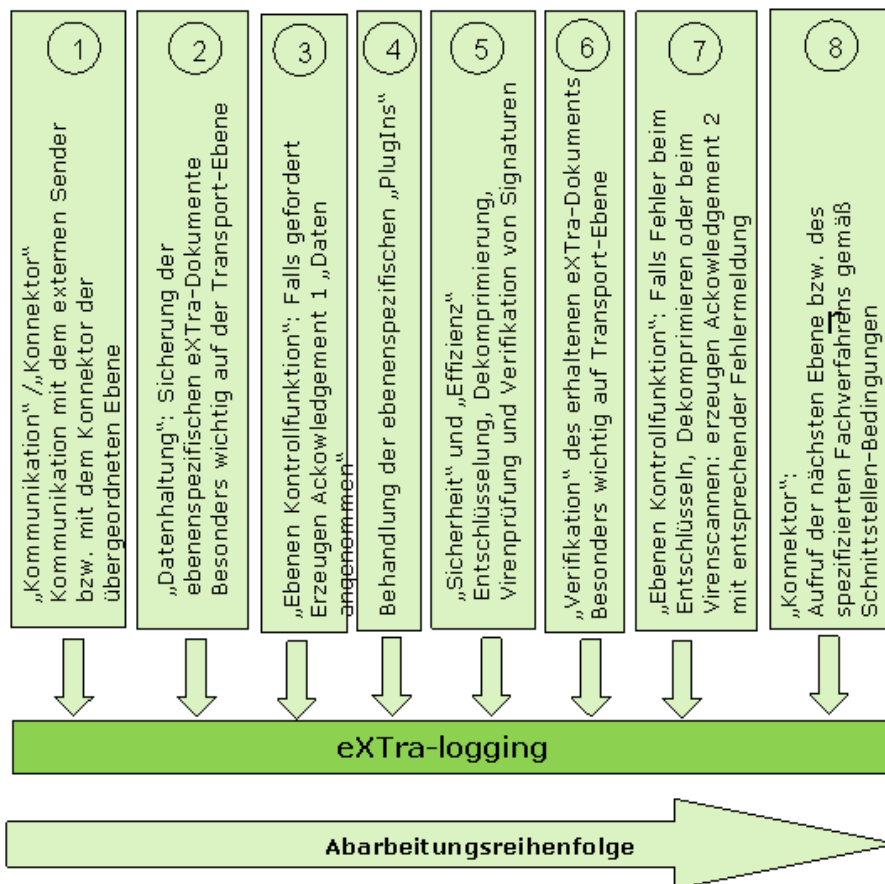 1
„Kommunikation“ /„Konnektor“
Kommunikation mit dem externen Sender
bzw. mit dem Konnektor der
übergeordneten Ebene
2
„Datenhaltung“: Sicherung der
ebenenspezifischen eXTra-Dokumente
Besonders wichtig auf der Transport-Ebene
3
„Ebenen Kontrollfunktion“: Falls gefordert
Erzeugen Ackowledgement 1 „Daten
angenommen“
4
Behandlung der ebenenspezifischen „PlugIns“
5
„Sicherheit“ und „Effizienz“
Entschlüsselung, Dekomprimierung,
Virenprüfung und Verifikation von Signaturen
6
„Verifikation“ des erhaltenen eXTra-Dokuments
Besonders wichtig auf Transport-Ebene
7
„Ebenen Kontrollfunktion“: Falls Fehler beim
Entschlüsseln, Dekomprimieren oder beim
Virenscannen: erzeugen Ackowledgement 2
mit entsprechender Fehlermeldung
8
„Konnektor“:
Aufruf der nächsten Ebene bzw. des
spezifizierten Fachverfahrens gemäß
Schnittstellen-Bedingungen
eXTra-logging
Abarbeitungsreihenfolge